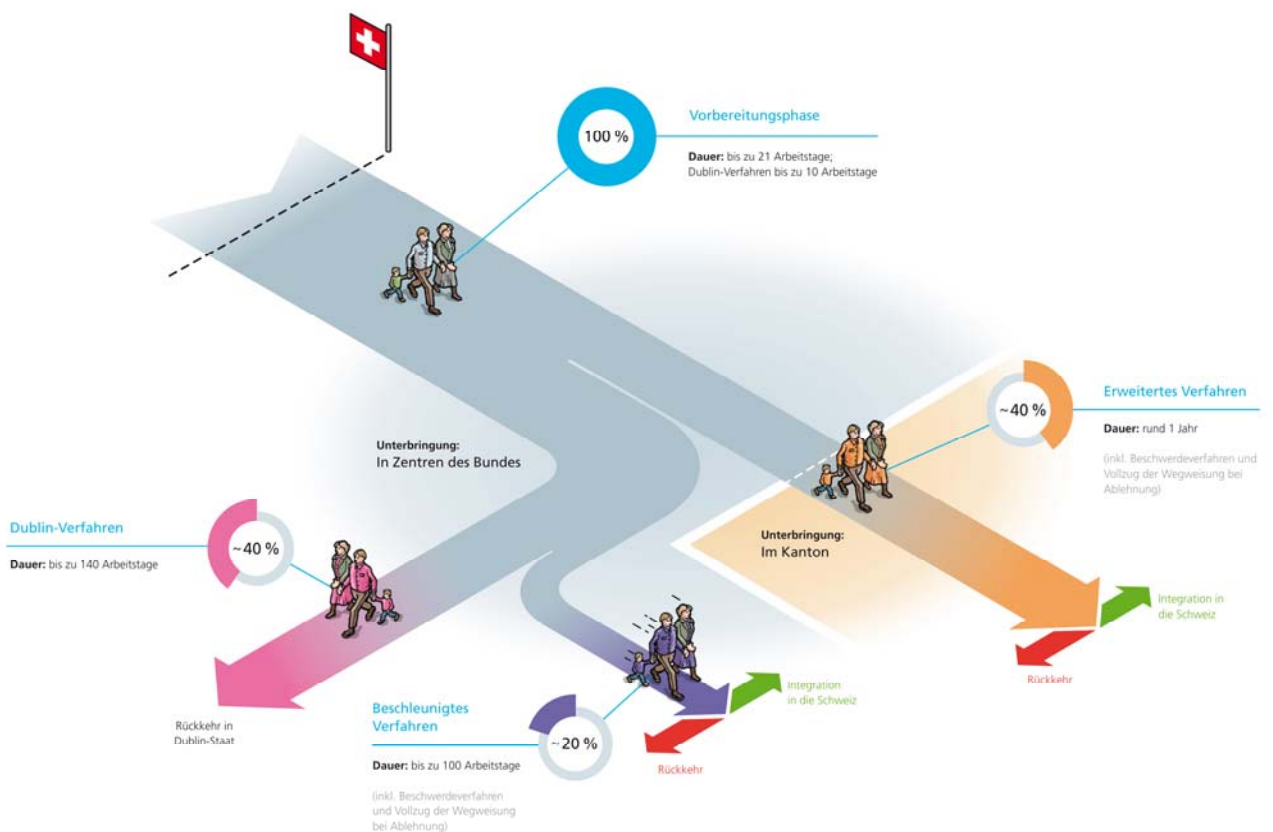 100 %
Vorbereitungsphase
Dauer: bis zu 21 Arbeitstage;
Dublin-Verfahren bis zu 10 Arbeitstage
~40 %
Erweitertes Verfahren
Dauer: rund 1 Jahr
(inkl. Beschwerdeverfahren und
Vollzug der Wegweisung bei
Ablehnung)
Unterbringung:
In Zentren des Bundes
Unterbringung:
Im Kanton
Dublin-Verfahren
Dauer: bis zu 140 Arbeitstage
~40 %
Integration in
die Schweiz
Rückkehr
Rückkehr in
Dublin-Staat
Beschleunigtes
Verfahren
Dauer: bis zu 100 Arbeitstage
(inkl. Beschwerdeverfahren
und Vollzug der Wegweisung
bei Ablehnung)
~20 %
Integration
in die Schweiz
Rückkehr